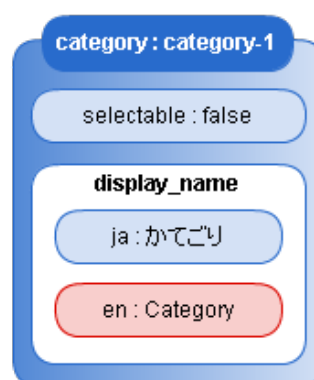 category : category-1
selectable : false
display_name
ja : かてごり
en : Category